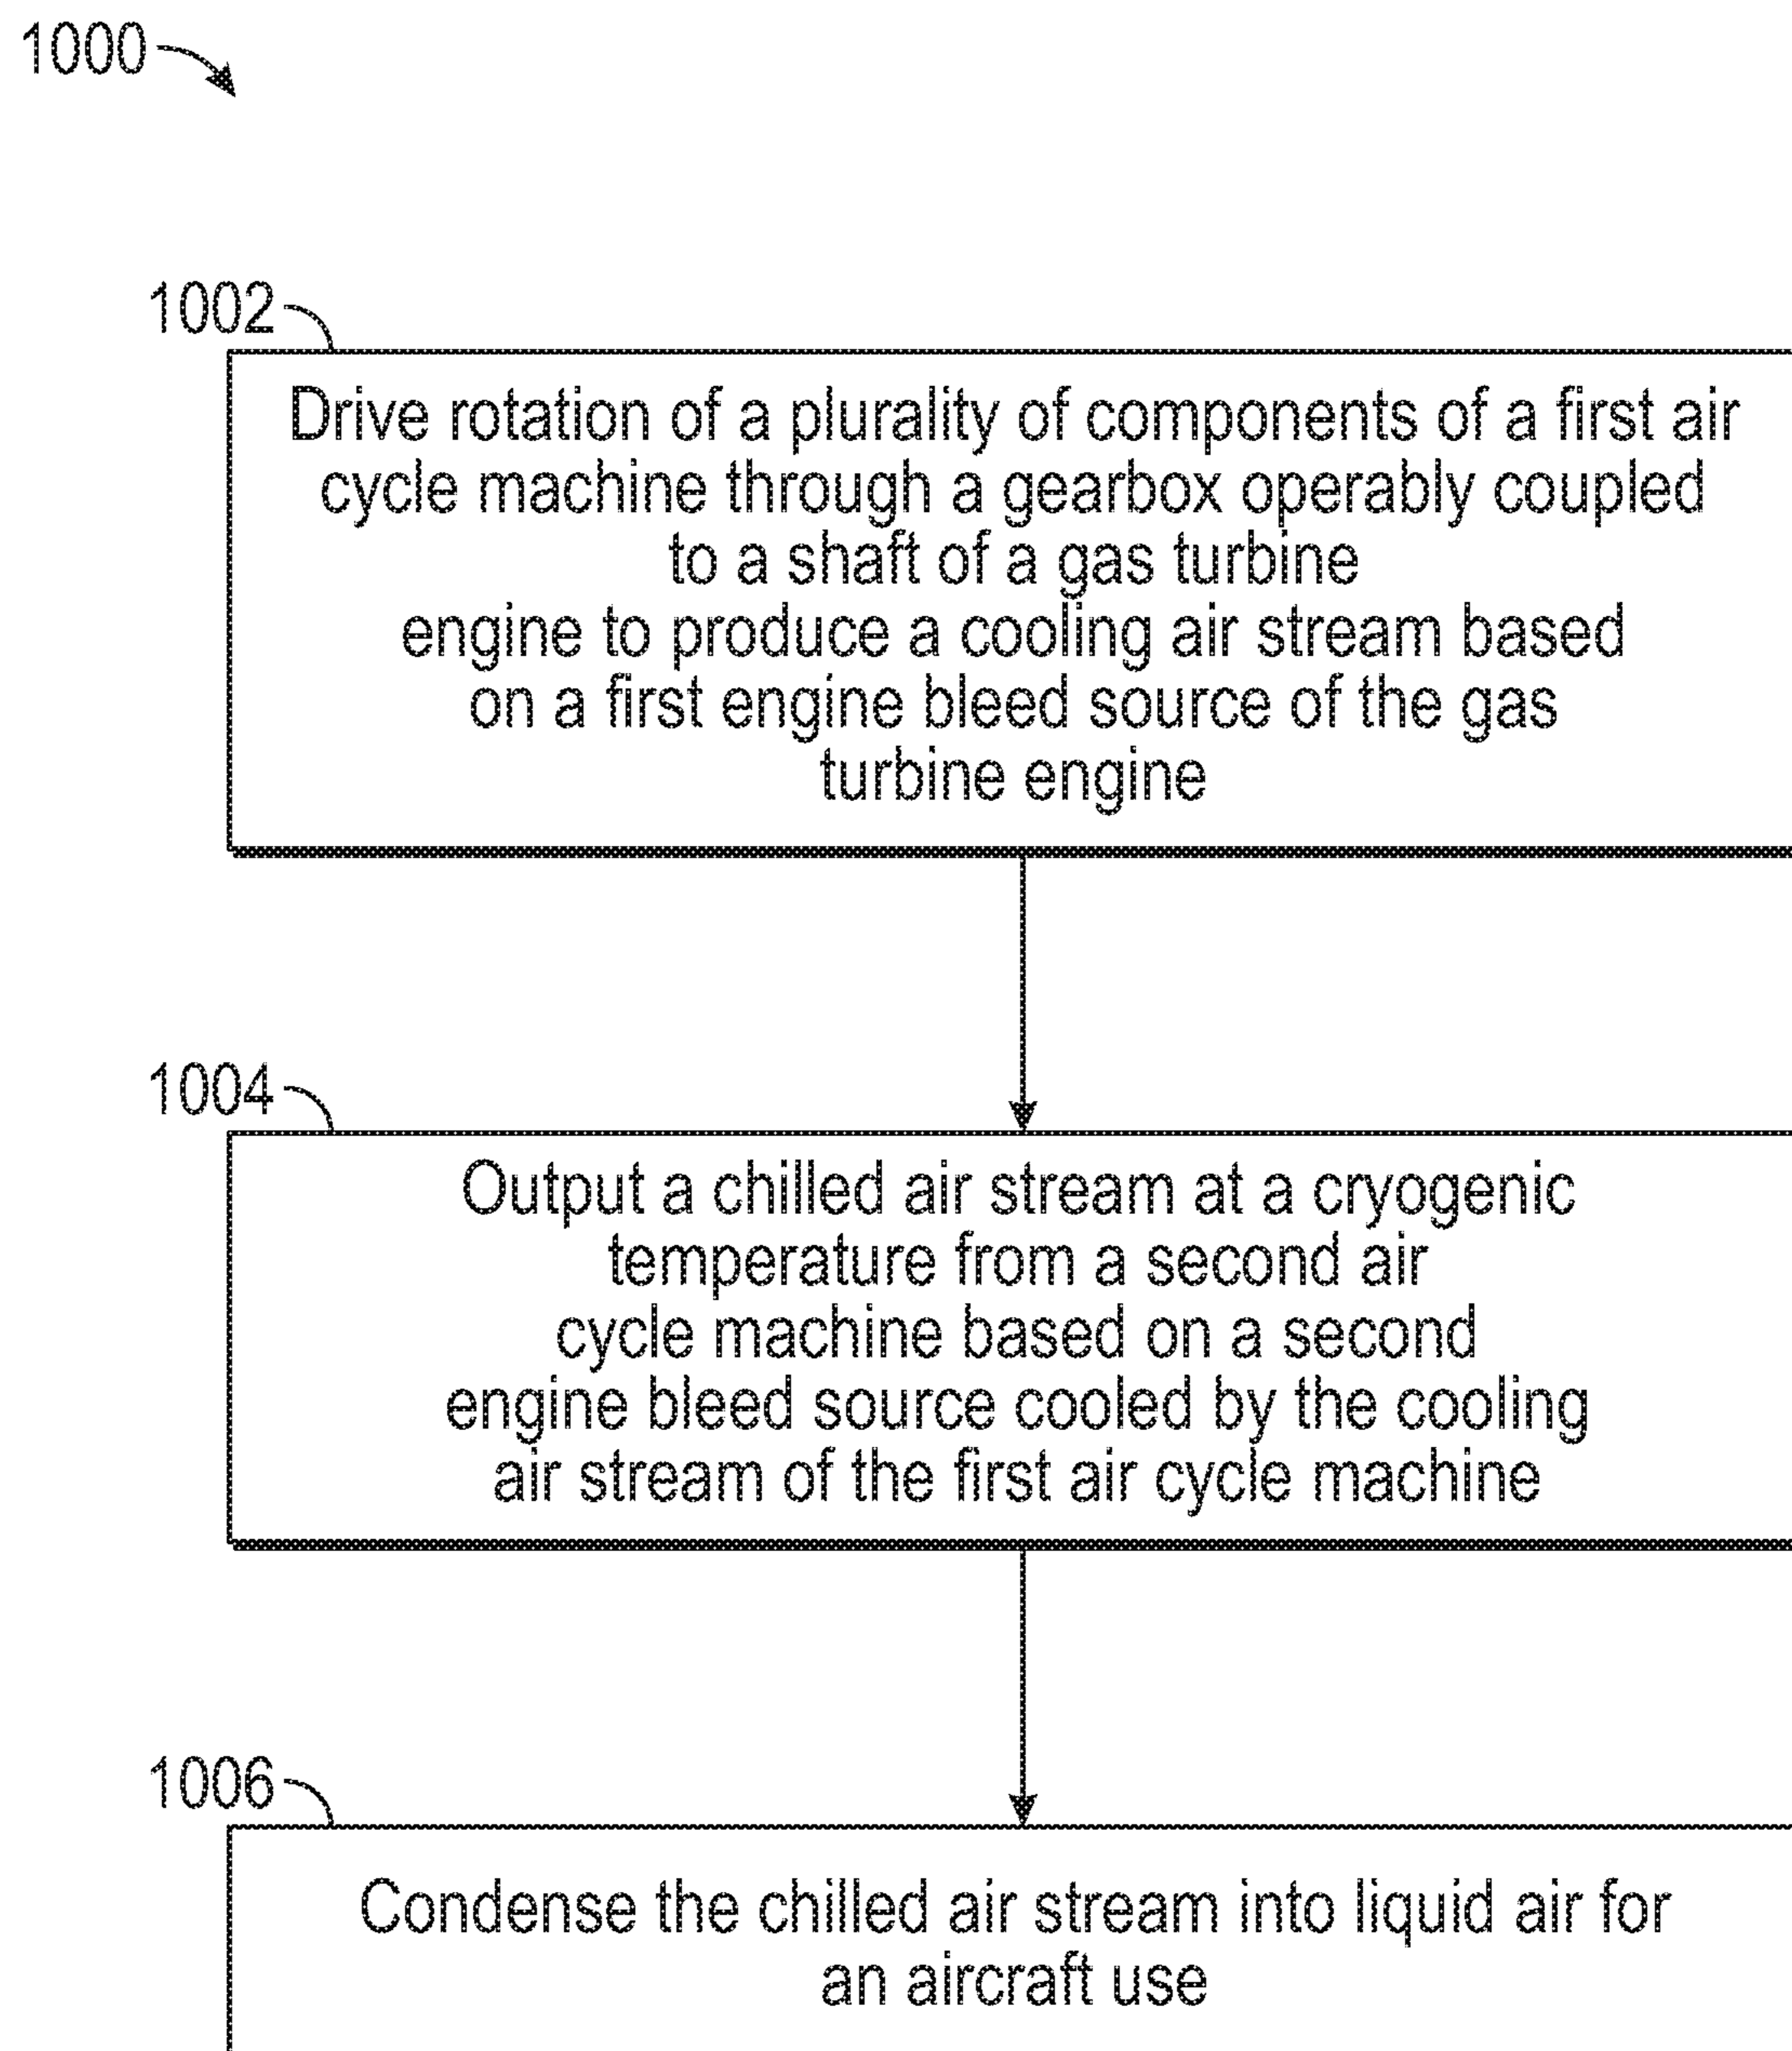 1000
1002
Drive rotation of a plurality of components of a first air
cycle machine through a gearbox operably coupled
to a shaft of a gas turbine
engine to produce a cooling air stream based
on a first engine bleed source of the gas
turbine engine
1004
Output a chilled air stream at a cryogenic
temperature from a second air
cycle machine based on a second
engine bleed source cooled by the cooling
air stream of the first air cycle machine
1006
Condense the chilled air stream into liquid air for
an aircraft use